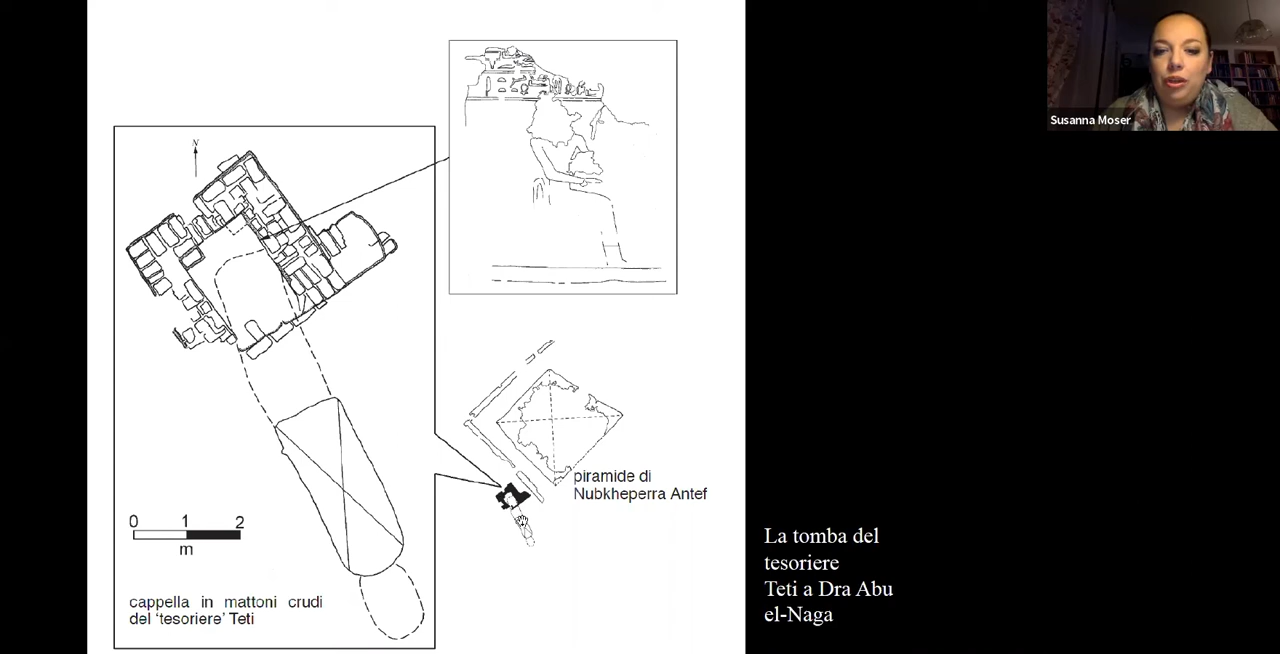 Susanna Moser
N
piramide di
Nubkheperra Antef
0 1 2
m
cappella in mattoni crudi
del ‘tesoriere’ Teti
La tomba del
tesoriere
Teti a Dra Abu
el-Naga